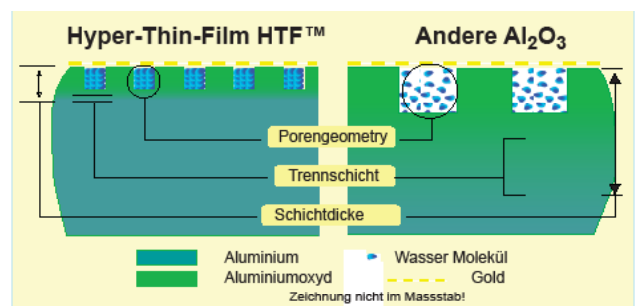 Hyper-Thin-Film HTF™
Andere Al₂O₃
Porengeometry
Trennschicht
Schichtdicke
Aluminium
Wasser Molekül
Aluminiumoxyd
Gold
Zeichnung nicht im Massstab!